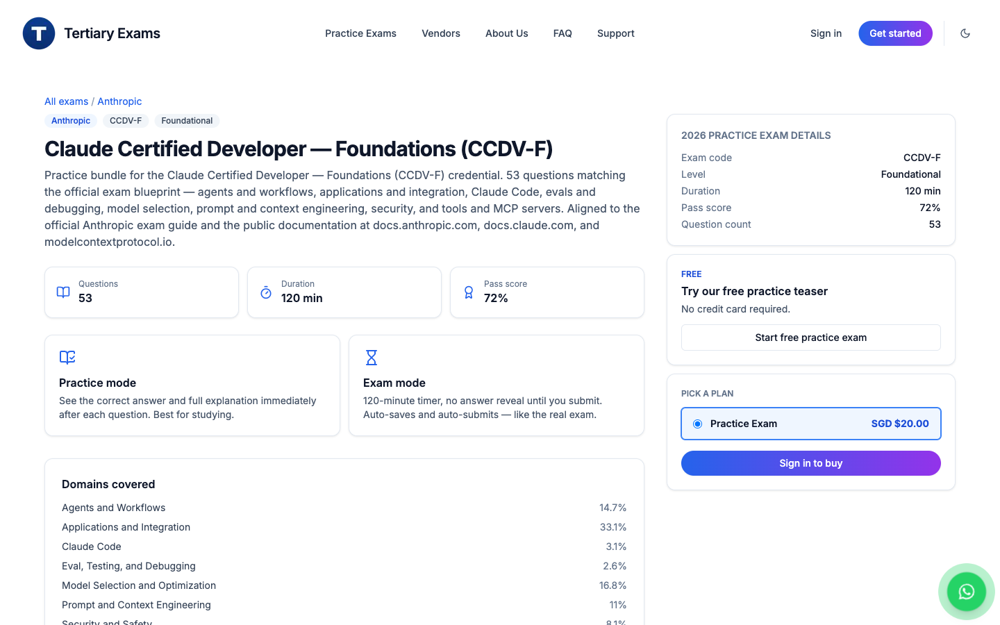 T Tertiary Exams
Practice Exams
Vendors
About Us
FAQ
Support
Sign in
Get started
All exams / Anthropic
Anthropic
CCDV-F
Foundational
Claude Certified Developer — Foundations (CCDV-F)
Practice bundle for the Claude Certified Developer — Foundations (CCDV-F) credential. 53 questions matching
the official exam blueprint — agents and workflows, applications and integration, Claude Code, evals and
debugging, model selection, prompt and context engineering, security, and tools and MCP servers. Aligned to the
official Anthropic exam guide and the public documentation at docs.anthropic.com, docs.claude.com, and
modelcontextprotocol.io.
Questions
53
Duration
120 min
Pass score
72%
Practice mode
See the correct answer and full explanation immediately
after each question. Best for studying.
Exam mode
120-minute timer, no answer reveal until you submit.
Auto-saves and auto-submits — like the real exam.
Domains covered
Agents and Workflows 14.7%
Applications and Integration 33.1%
Claude Code 3.1%
Eval, Testing, and Debugging 2.6%
Model Selection and Optimization 16.8%
Prompt and Context Engineering 11%
Security and Safety 8.1%
2026 PRACTICE EXAM DETAILS
Exam code CCDV-F
Level Foundational
Duration 120 min
Pass score 72%
Question count 53
FREE
Try our free practice teaser
No credit card required.
Start free practice exam
PICK A PLAN
Practice Exam SGD $20.00
Sign in to buy